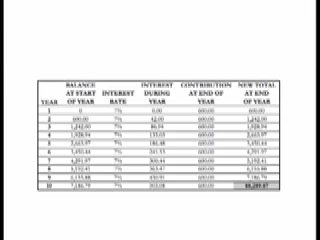 BALANCE INTEREST CONTRIBUTION NEW TOTAL
AT START INTEREST DURING AT END OF AT END
YEAR OF YEAR RATE YEAR YEAR OF YEAR
1 0 7% 0.00 600.00 600.00
2 600.00 7% 42.00 600.00 1,242.00
3 1,242.00 7% 86.94 600.00 1,928.94
4 1,928.94 7% 135.03 600.00 2,663.97
5 2,663.97 7% 186.48 600.00 3,450.44
6 3,450.44 7% 241.53 600.00 4,291.97
7 4,291.97 7% 300.44 600.00 5,192.41
8 5,192.41 7% 363.47 600.00 6,155.88
9 6,155.88 7% 430.91 600.00 7,186.79
10 7,186.79 7% 503.08 600.00